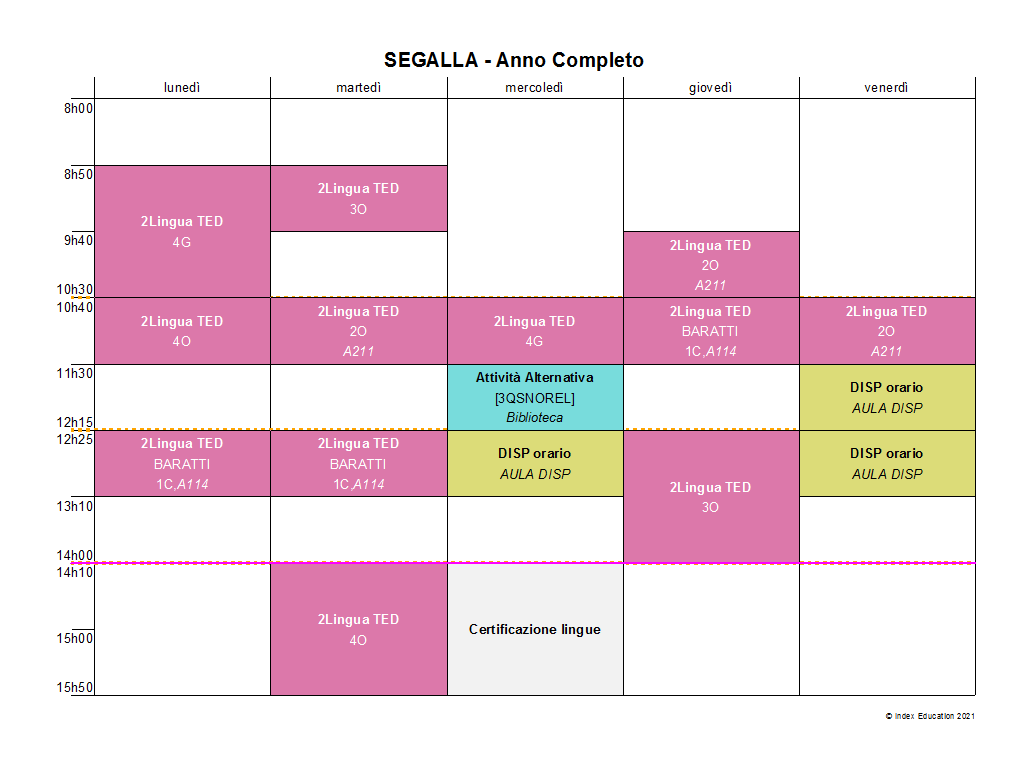 SEGALLA - Anno Completo
lunedì
martedì
mercoledì
giovedì
venerdì
8h00
8h50
2Lingua TED
4G
2Lingua TED
3O
9h40
2Lingua TED
2O
A211
10h30
10h40
2Lingua TED
4O
2Lingua TED
2O
A211
2Lingua TED
4G
2Lingua TED
BARATTI
1C,A114
2Lingua TED
2O
A211
11h30
Attività Alternativa
[3QSNOREL]
Biblioteca
DISP orario
AULA DISP
12h15
12h25
2Lingua TED
BARATTI
1C,A114
2Lingua TED
BARATTI
1C,A114
DISP orario
AULA DISP
2Lingua TED
3O
DISP orario
AULA DISP
13h10
14h00
14h10
2Lingua TED
4O
Certificazione lingue
15h00
15h50
© Index Education 2021